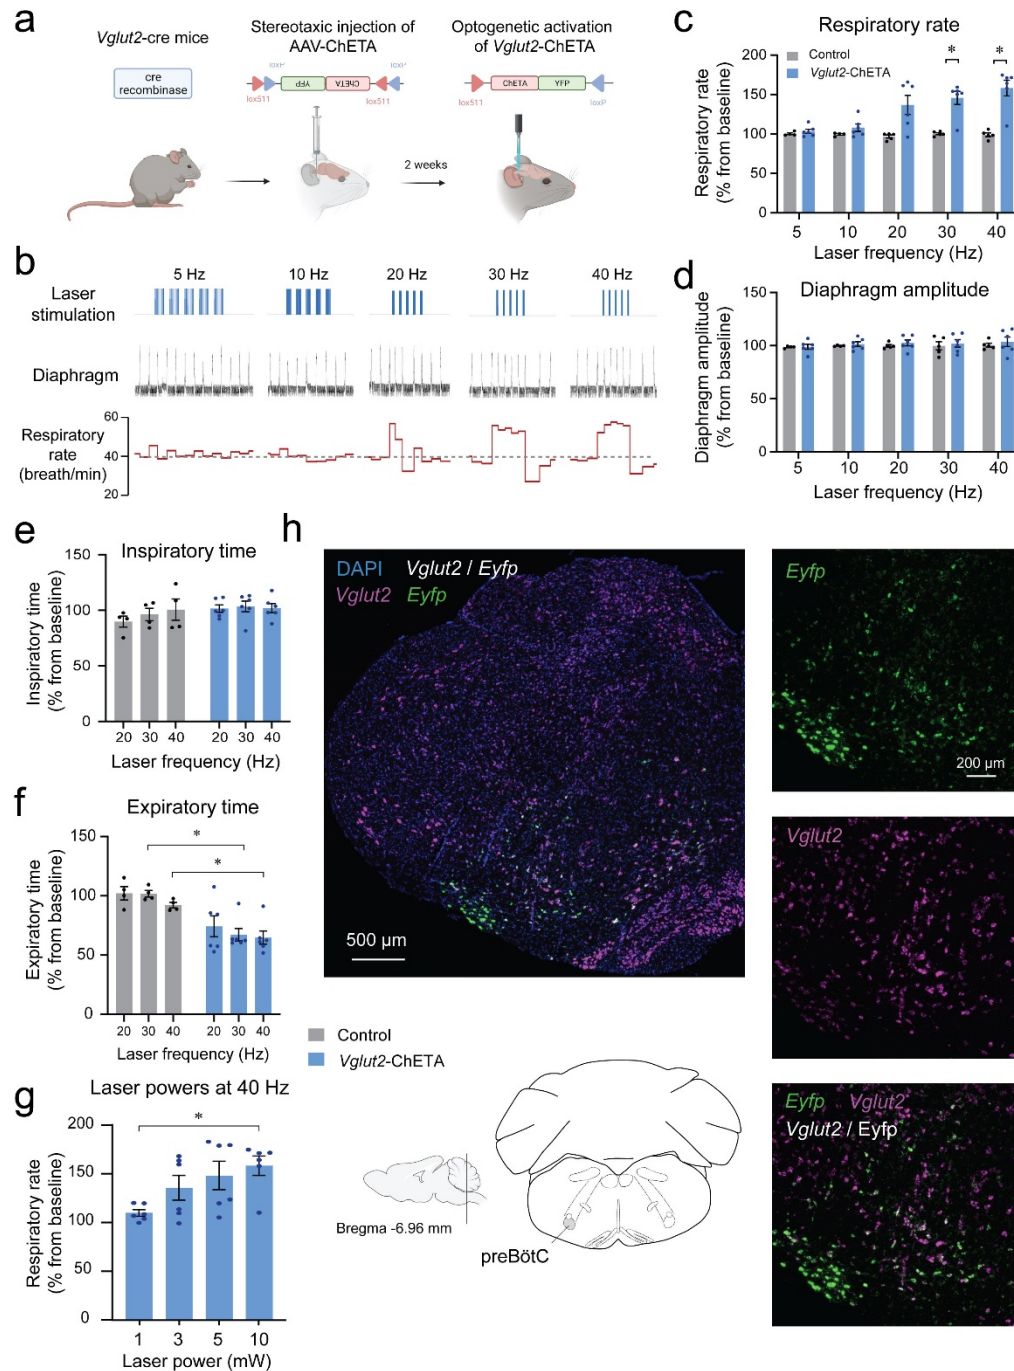 a
Vglut2-cre mice
cre
recombinase
Stereotaxic injection of
AAV-ChETA
loxP
loxP
YFP
ChETA
lox511
lox511
2 weeks
Optogenetic activation
of Vglut2-ChETA
ChETA
YFP
lox511
loxP
b
5 Hz
10 Hz
20 Hz
30 Hz
40 Hz
Laser
stimulation
Diaphragm
Respiratory
rate
(breath/min)
60
40
20
c
Respiratory rate
Control
Vglut2-ChETA
* *
Respiratory rate
(% from baseline)
200
150
100
50
0
5 10 20 30 40
Laser frequency (Hz)
d
Diaphragm amplitude
Diaphragm amplitude
(% from baseline)
150
100
50
0
5 10 20 30 40
Laser frequency (Hz)
e
Inspiratory time
Inspiratory time
(% from baseline)
150
100
50
0
20 30 40 20 30 40
Laser frequency (Hz)
f
Expiratory time
*
*
Expiratory time
(% from baseline)
150
100
50
0
20 30 40 20 30 40
Laser frequency (Hz)
Control
Vglut2-ChETA
g
Laser powers at 40 Hz
*
Respiratory rate
(% from baseline)
200
150
100
50
0
1 3 5 10
Laser power (mW)
h
DAPI Vglut2 / Eyfp
Vglut2 Eyfp
500 µm
Eyfp
200 µm
Vglut2
Eyfp Vglut2
Vglut2 / Eyfp
Bregma -6.96 mm
preBötC